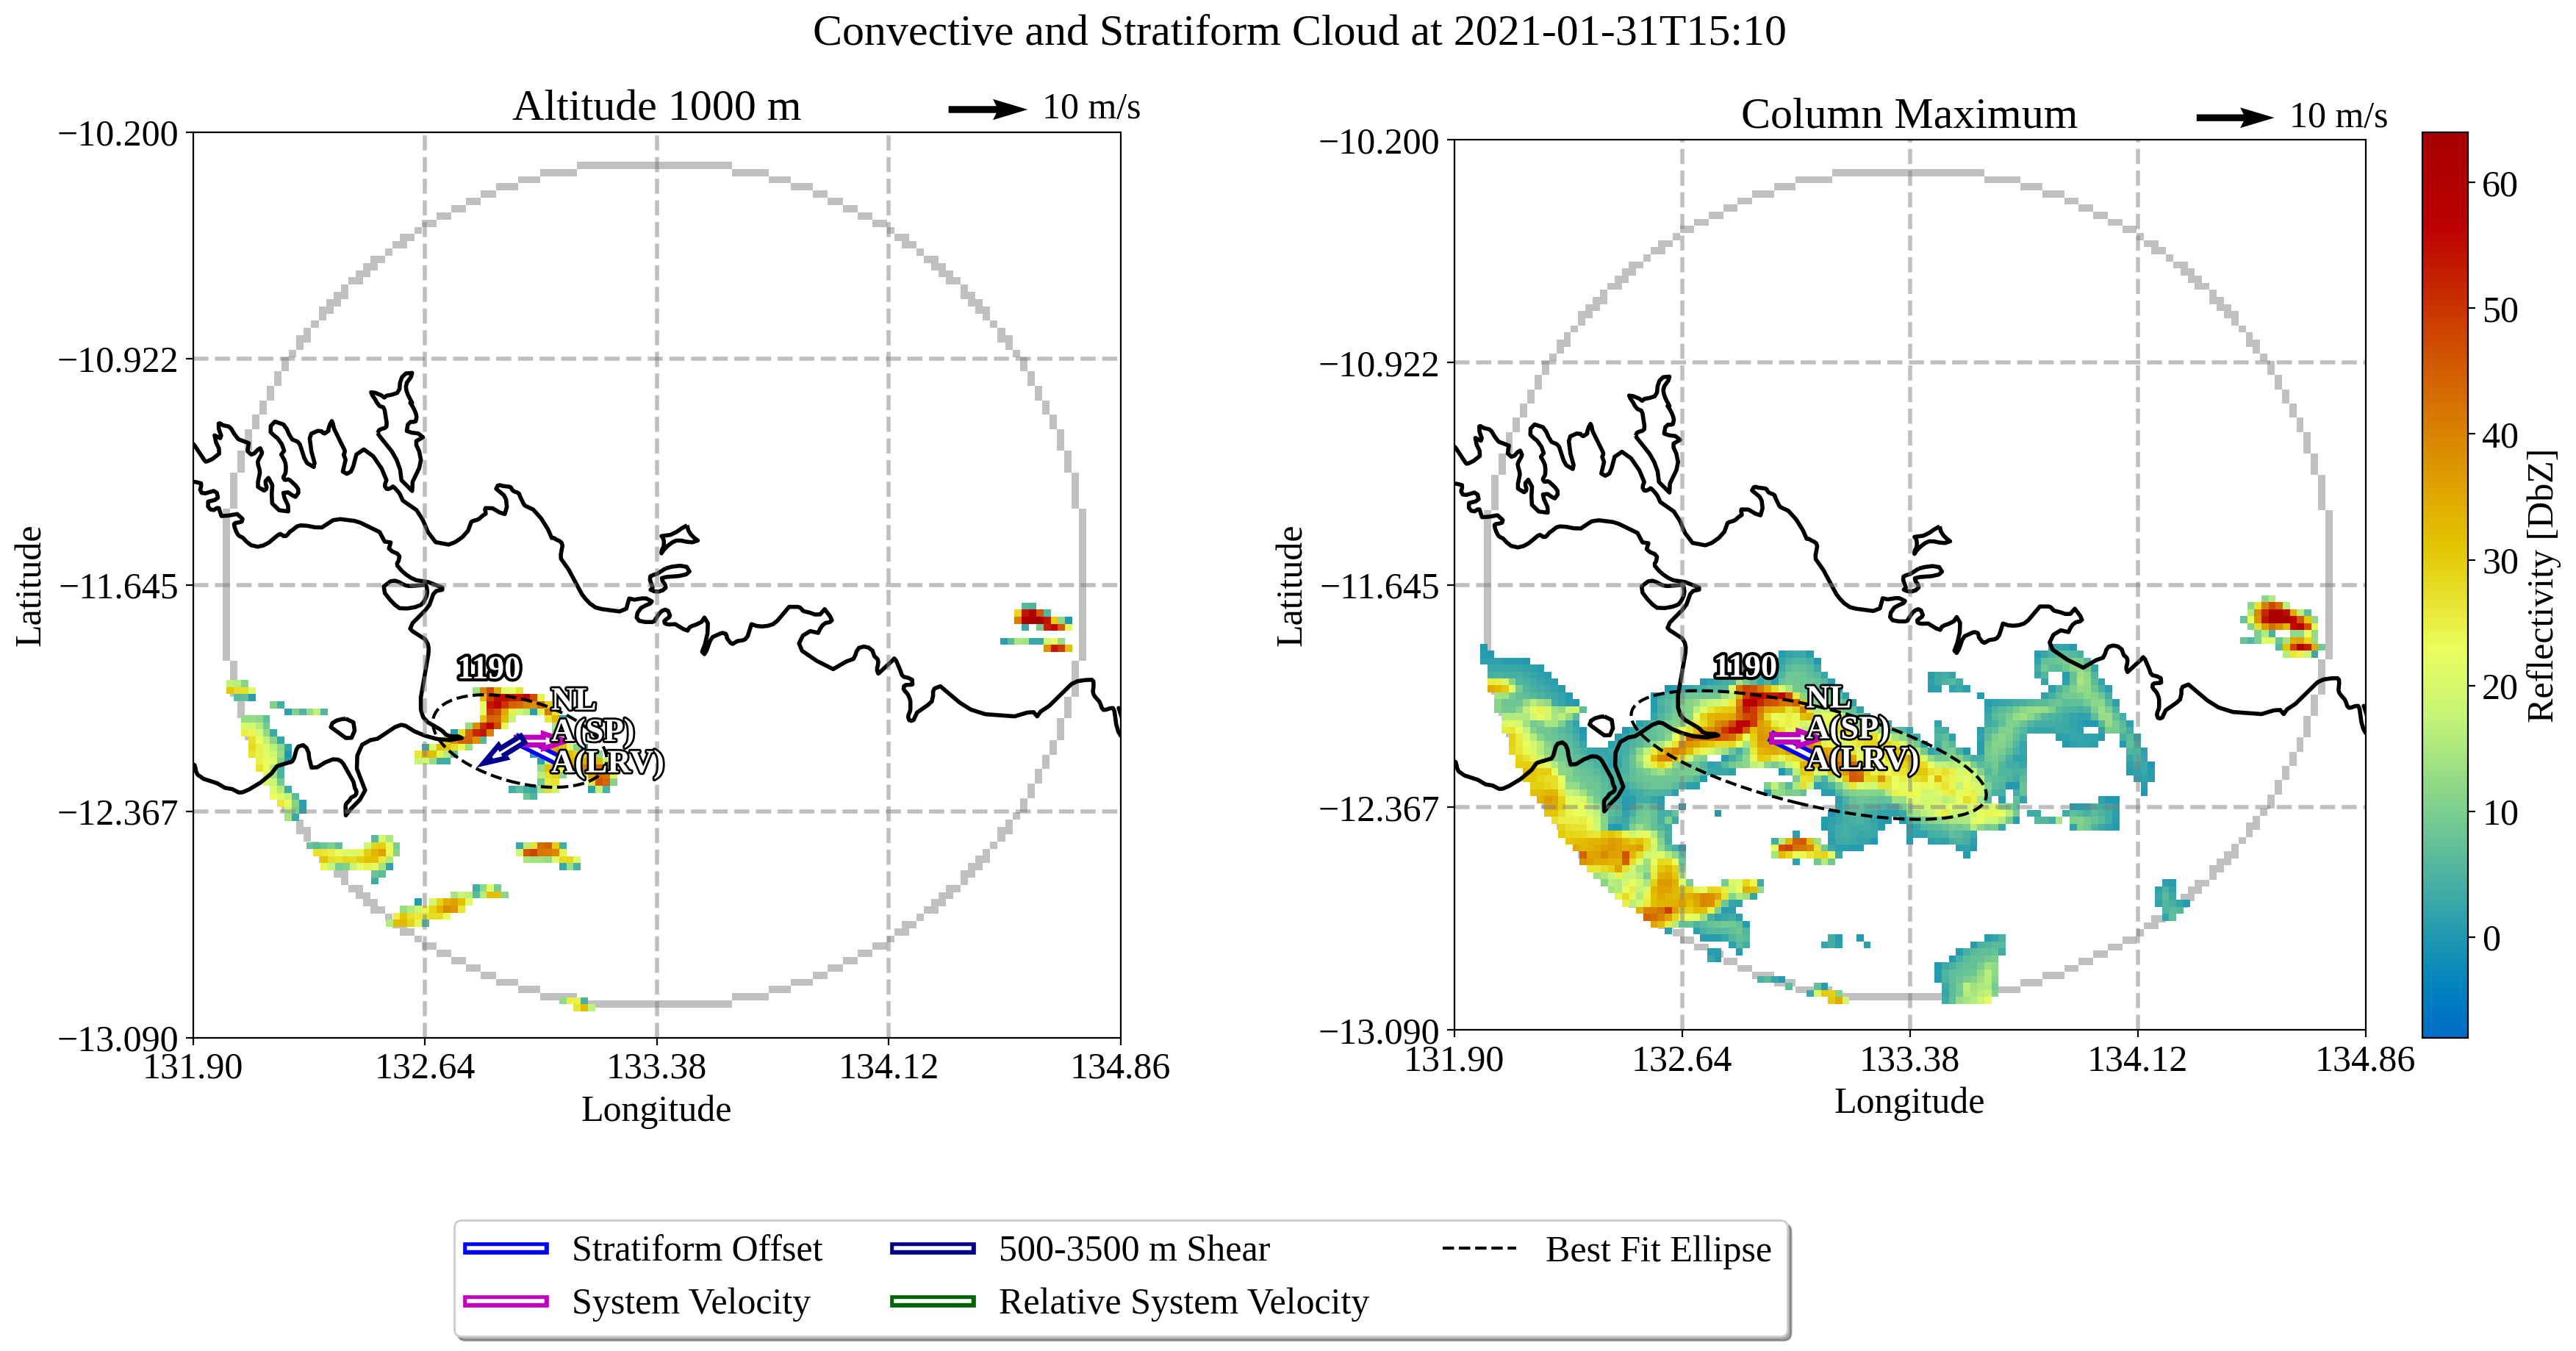 Convective and Stratiform Cloud at 2021-01-31T15:10
Altitude 1000 m
10 m/s
−10.200
−10.922
−11.645
−12.367
−13.090
Latitude
131.90
132.64
133.38
134.12
134.86
Longitude
1190
NL
A(SP)
A(LRV)
Column Maximum
10 m/s
−10.200
−10.922
−11.645
−12.367
−13.090
Latitude
131.90
132.64
133.38
134.12
134.86
Longitude
1190
NL
A(SP)
A(LRV)
60
50
40
30
20
10
0
Reflectivity [DbZ]
Stratiform Offset
System Velocity
500-3500 m Shear
Relative System Velocity
Best Fit Ellipse